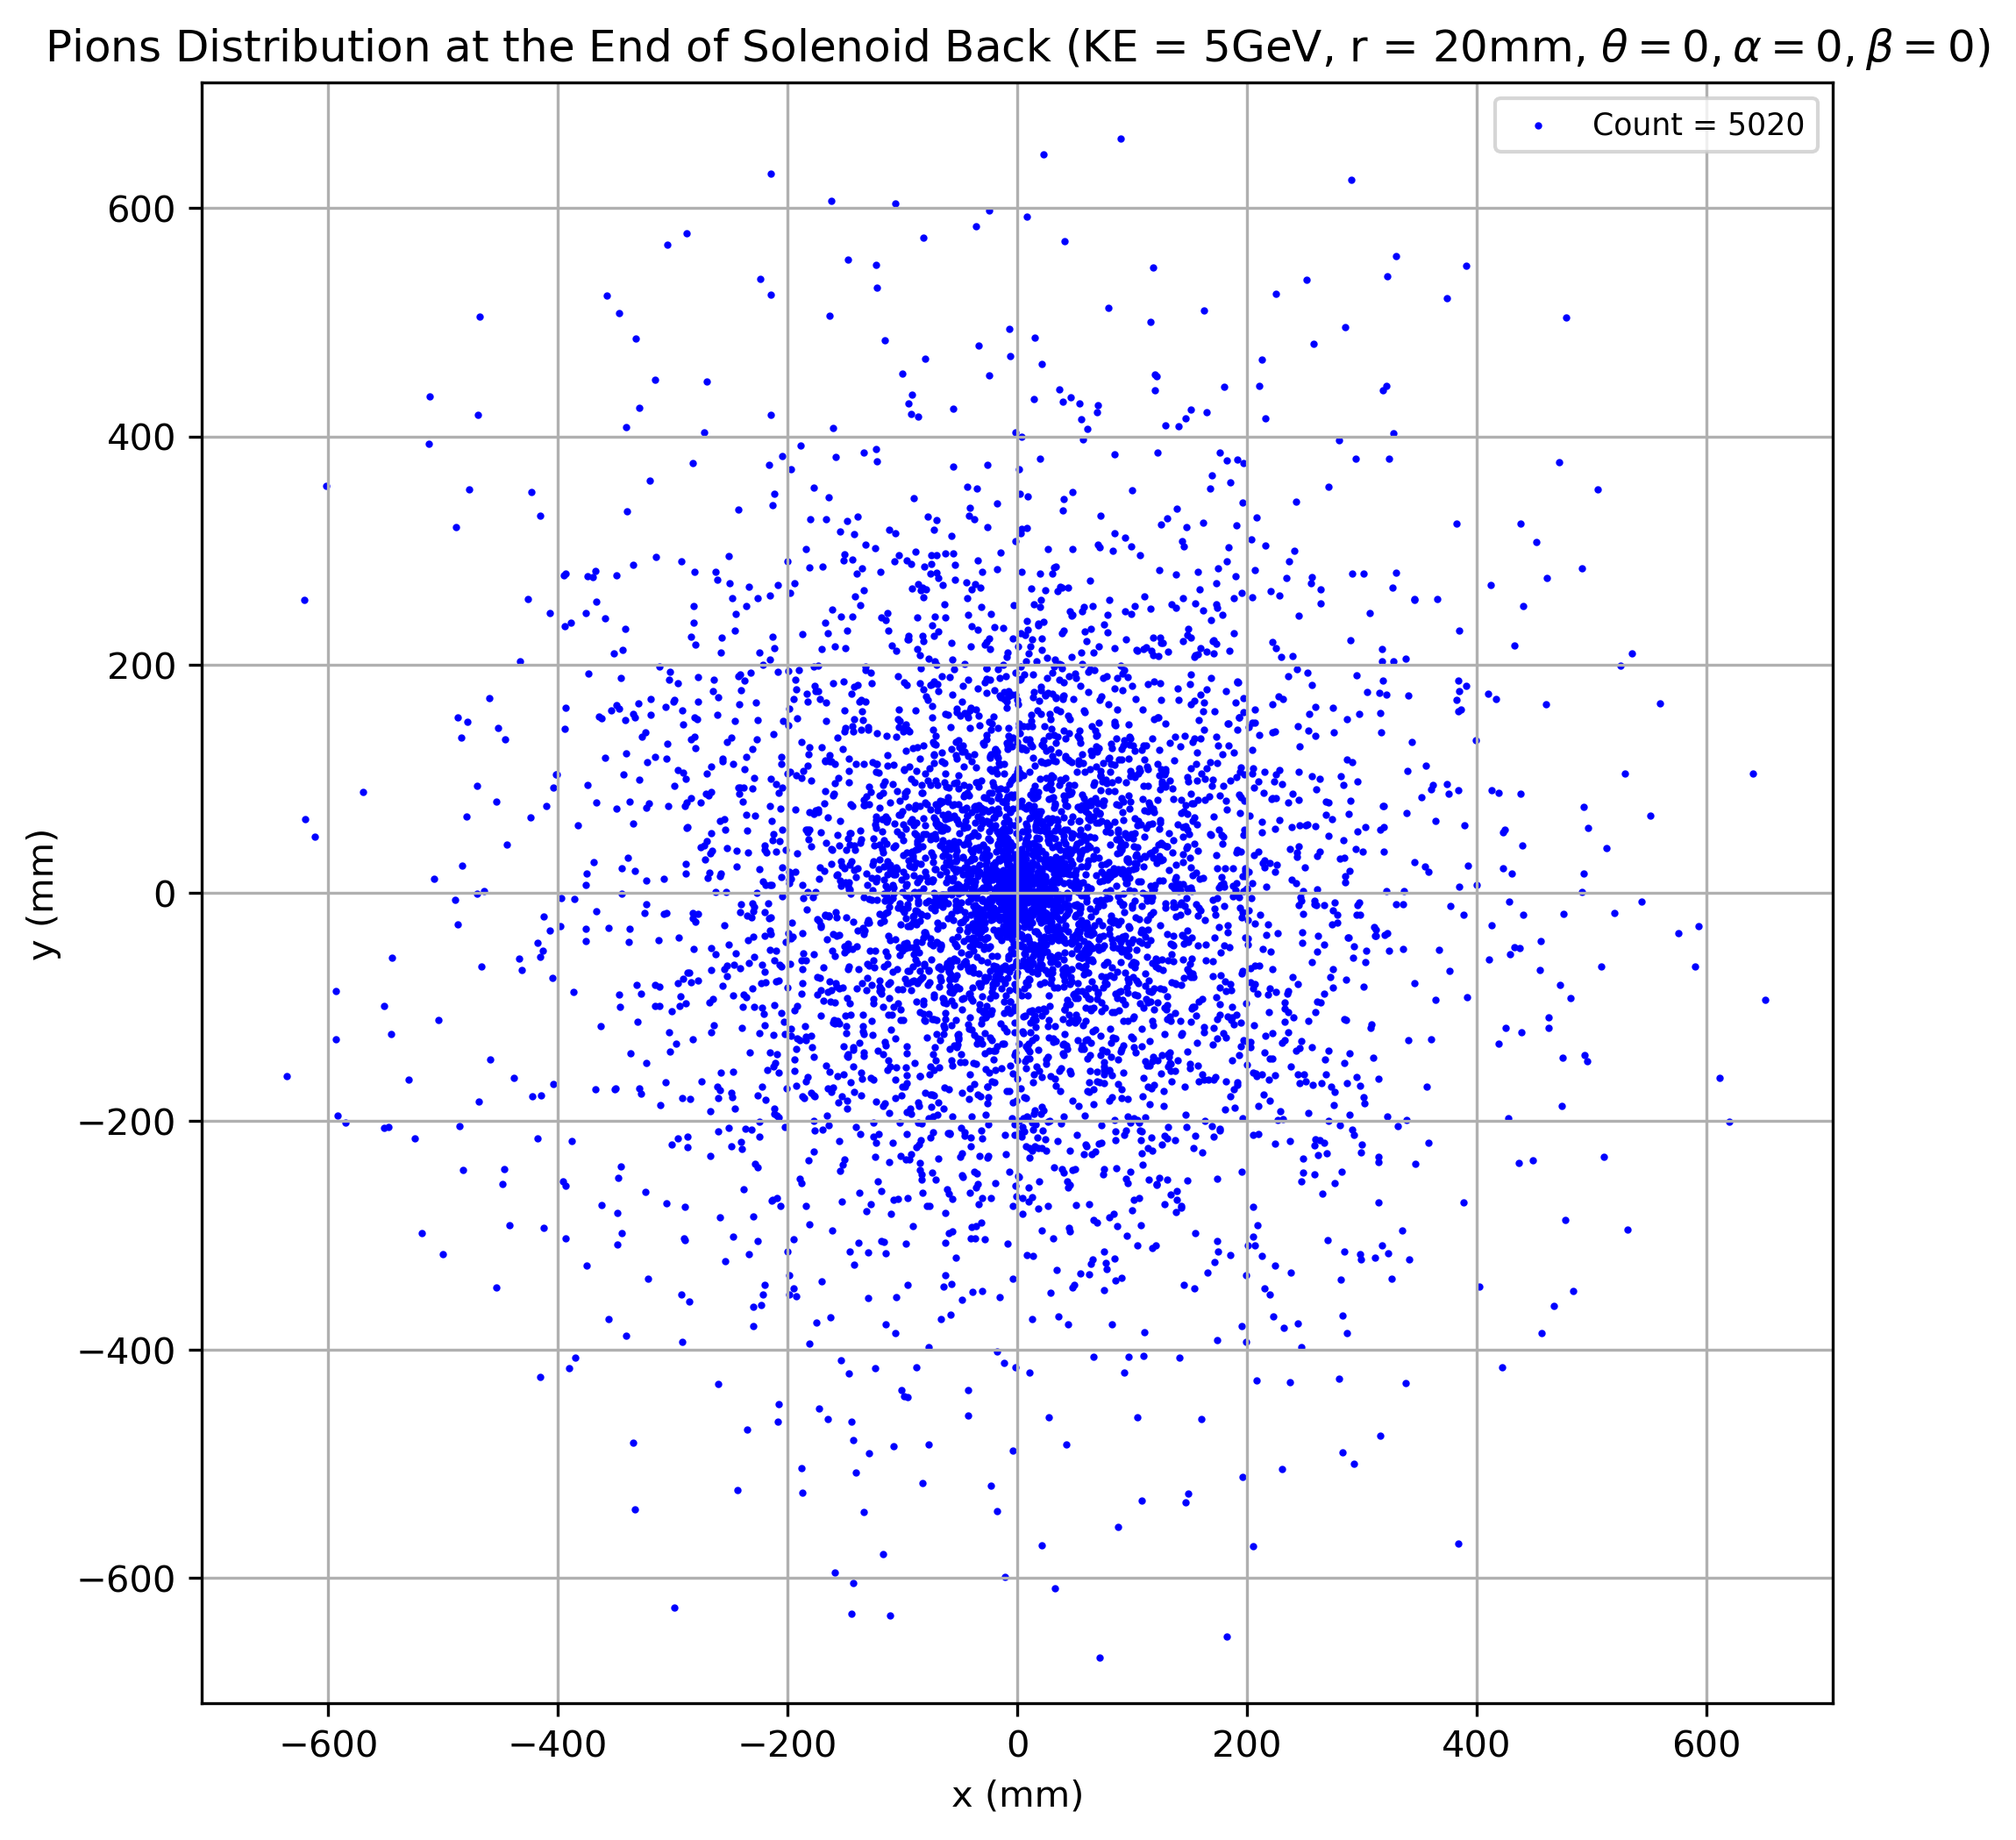 Pions Distribution at the End of Solenoid Back (KE = 5GeV, r = 20mm, θ = 0, α = 0, β = 0)
Count = 5020
y (mm)
600
400
200
0
−200
−400
−600
−600 −400 −200 0 200 400 600
x (mm)